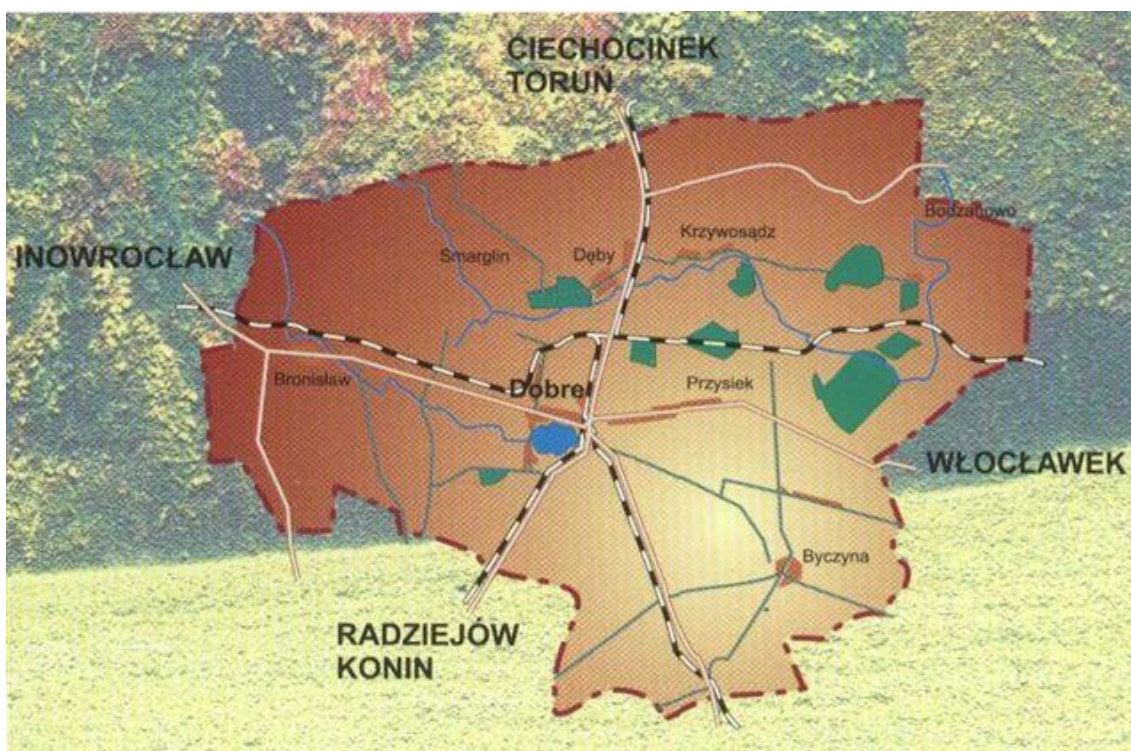 CIECHOCINEK
TORUŃ
Bodzanowo
Krzywosądz
Smarglin
Dęby
INOWROCŁAW
Bronisław
Dobre
Przysiek
WŁOCŁAWEK
Byczyna
RADZIEJÓW
KONIN